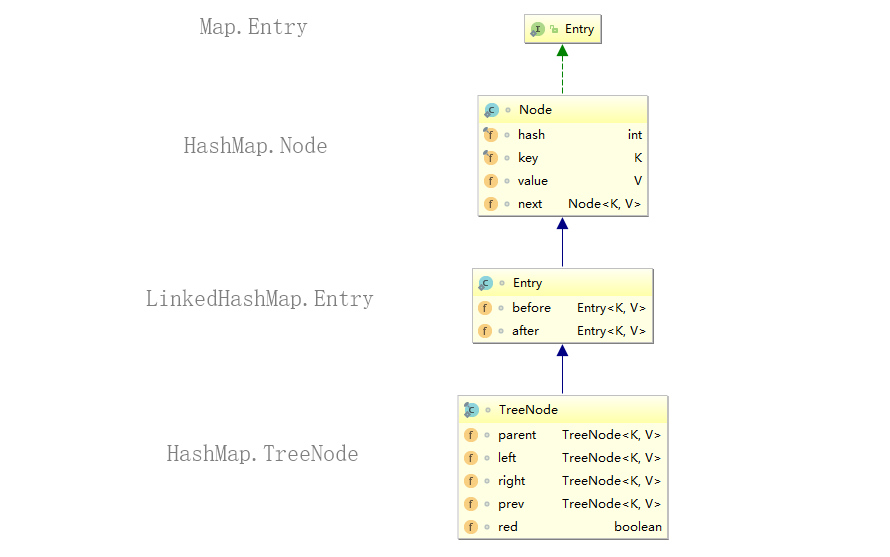 Map.Entry
Entry
HashMap.Node
Node
hash int
key K
value V
next Node<K, V>
LinkedHashMap.Entry
Entry
before Entry<K, V>
after Entry<K, V>
HashMap.TreeNode
TreeNode
parent TreeNode<K, V>
left TreeNode<K, V>
right TreeNode<K, V>
prev TreeNode<K, V>
red boolean